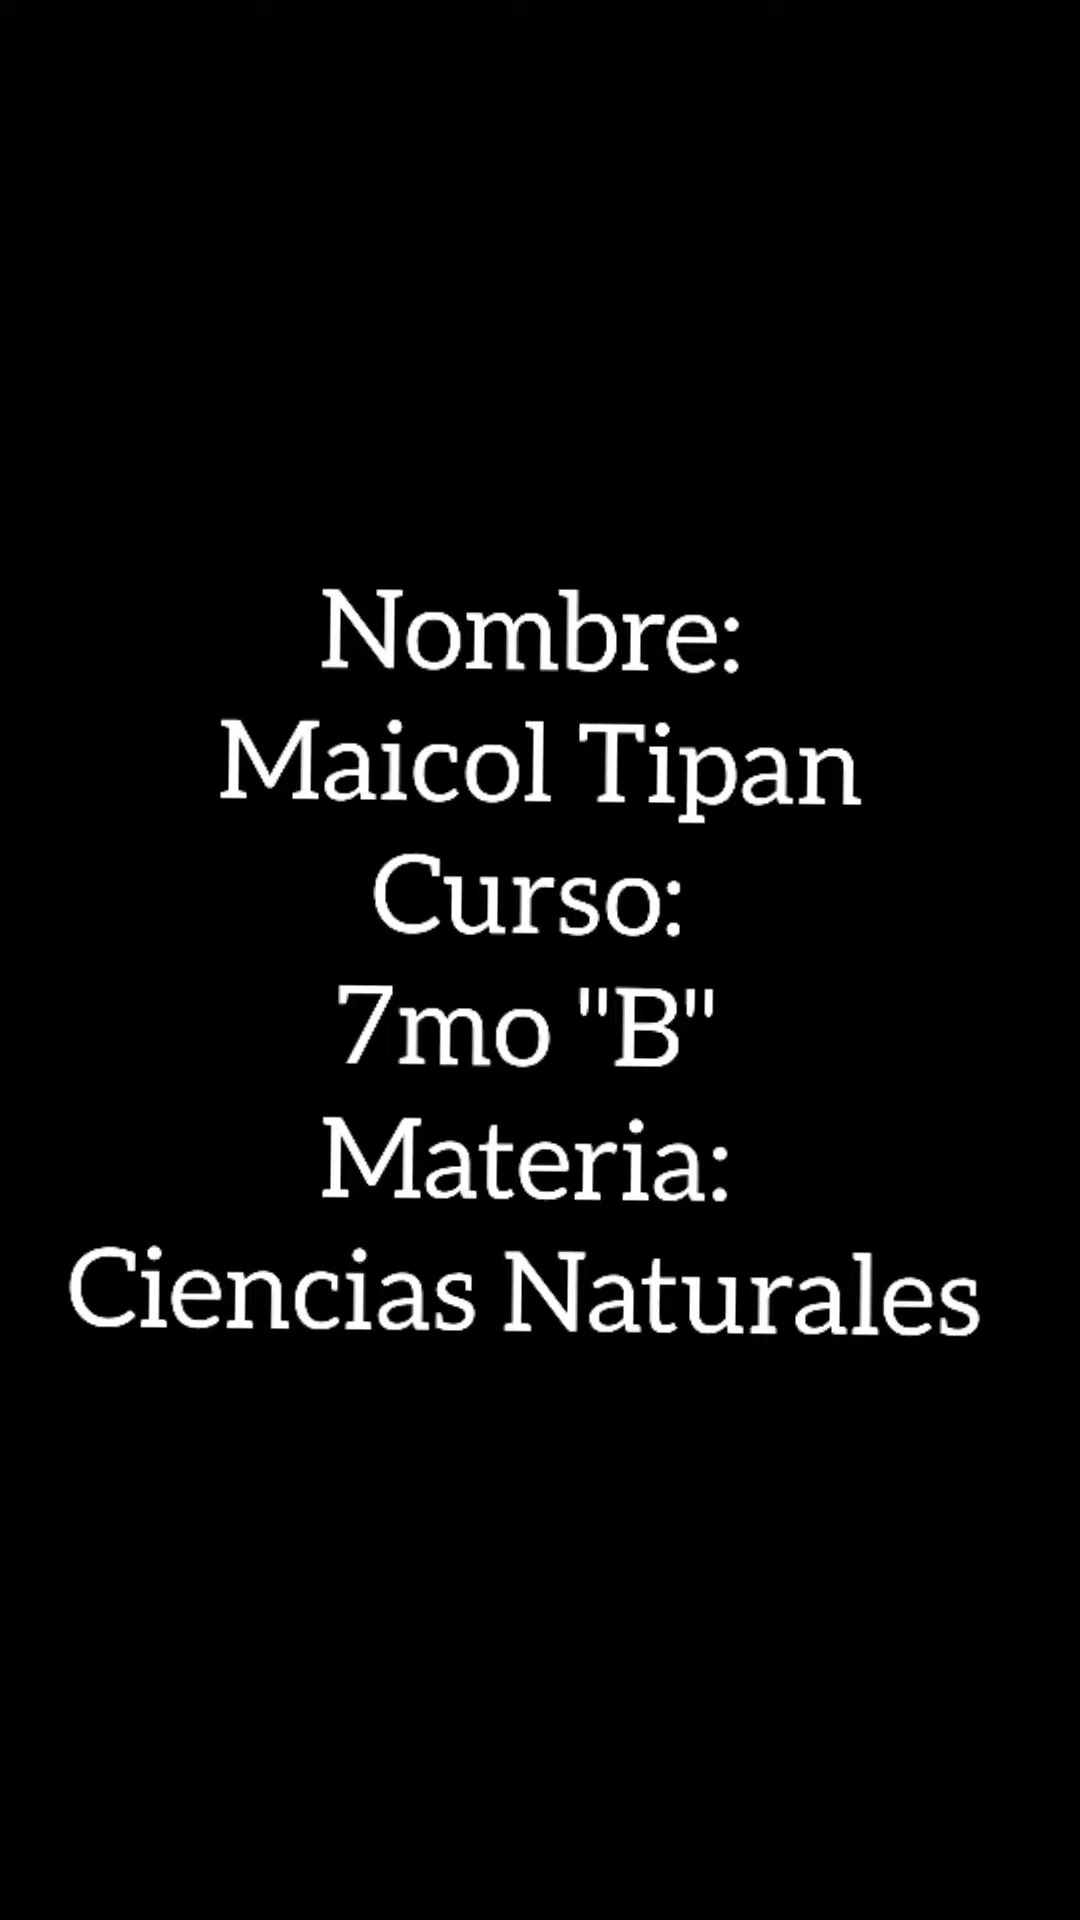 Nombre:
Maicol Tipan
Curso:
7mo "B"
Materia:
Ciencias Naturales